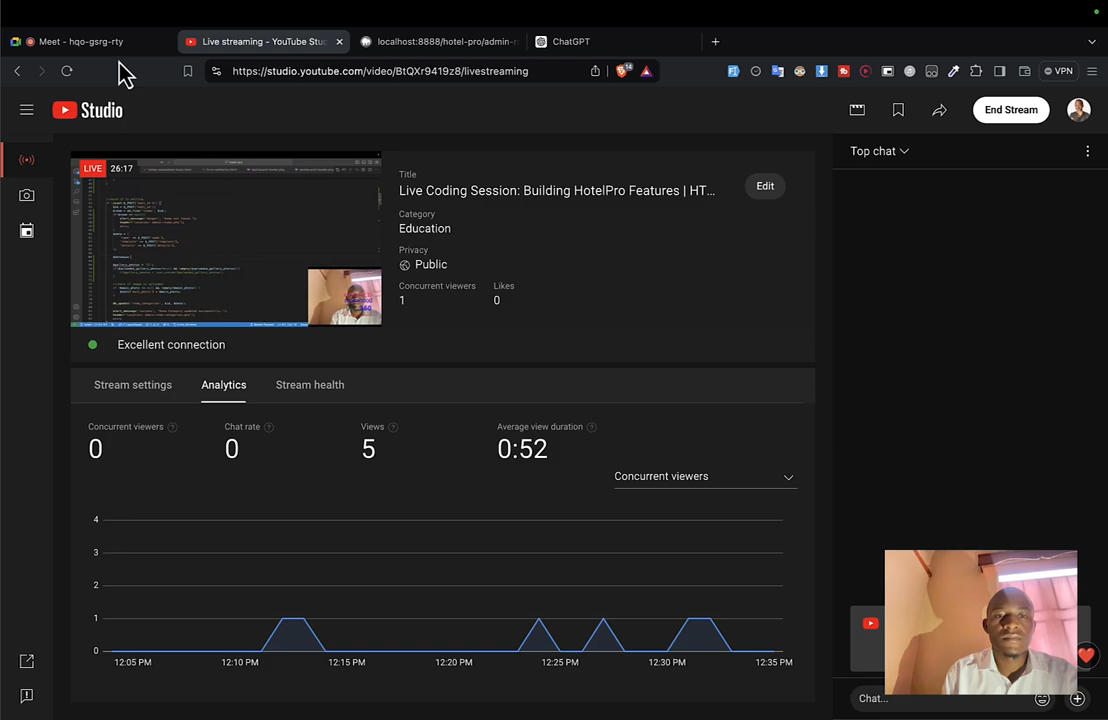 Meet - hqo-gsrg-rty
Live streaming - YouTube Stu
localhost:8888/hotel-pro/admin-r
ChatGPT
https://studio.youtube.com/video/BtQXr9419z8/livestreaming
14
VPN
Studio
End Stream
LIVE 26:17
Title
Live Coding Session: Building HotelPro Features | HT...
Edit
Category
Education
Privacy
Public
Concurrent viewers
Likes
1
0
Excellent connection
Top chat
Stream settings
Analytics
Stream health
Concurrent viewers
Chat rate
Views
Average view duration
0
0
5
0:52
Concurrent viewers
4
3
2
1
0
12:05 PM
12:10 PM
12:15 PM
12:20 PM
12:25 PM
12:30 PM
12:35 PM
Chat...